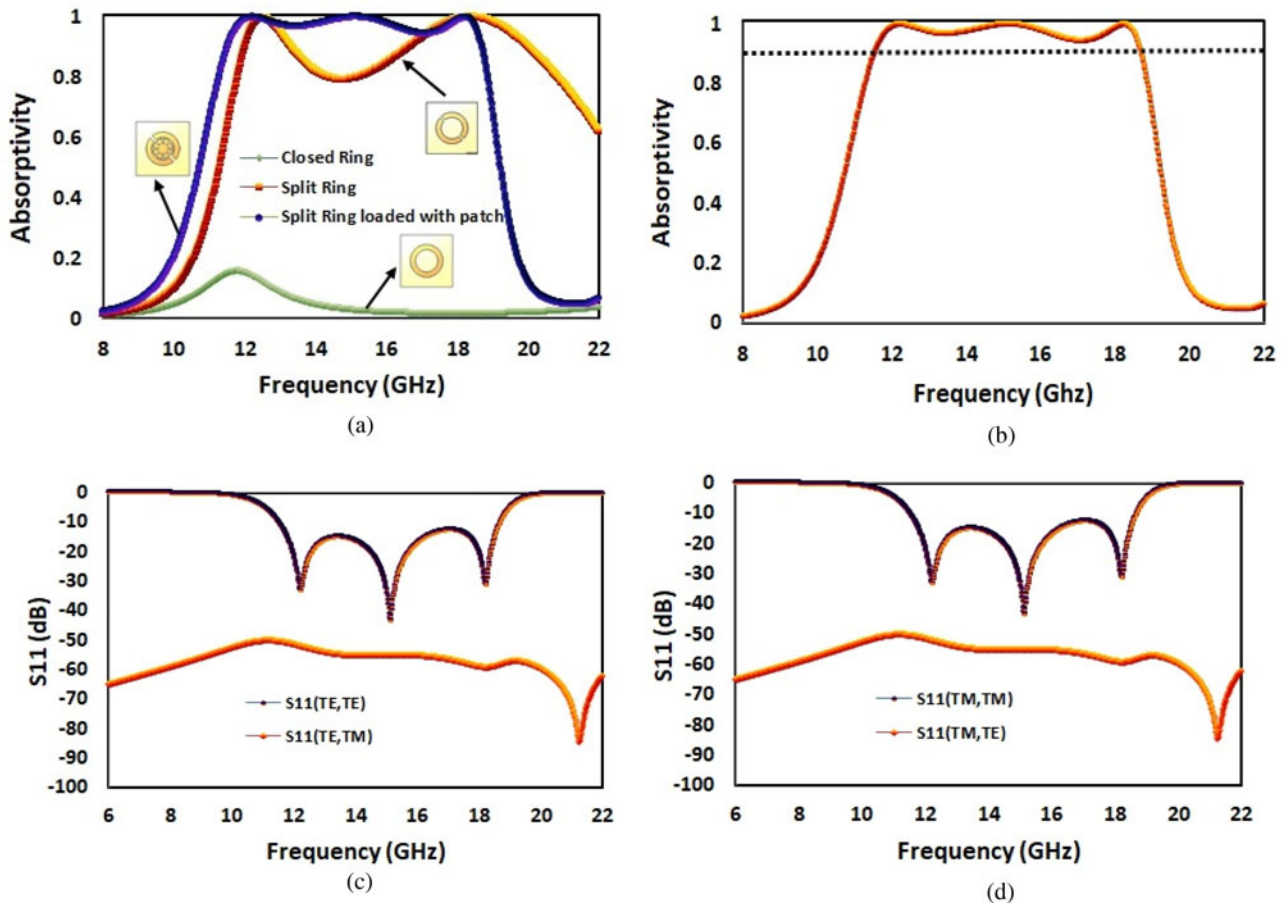 1
0.8
0.6
0.4
0.2
0
Absorptivity
Closed Ring
Split Ring
Split Ring loaded with patch
8 10 12 14 16 18 20 22
Frequency (GHz)
(a)
1
0.8
0.6
0.4
0.2
0
Absorptivity
8 10 12 14 16 18 20 22
Frequency (Ghz)
(b)
0
-10
-20
-30
-40
-50
-60
-70
-80
-90
-100
S11 (dB)
S11(TE,TE)
S11(TE,TM)
6 8 10 12 14 16 18 20 22
Frequency (GHz)
(c)
0
-10
-20
-30
-40
-50
-60
-70
-80
-90
-100
S11 (dB)
S11(TM,TM)
S11(TM,TE)
6 8 10 12 14 16 18 20 22
Frequency (GHz)
(d)